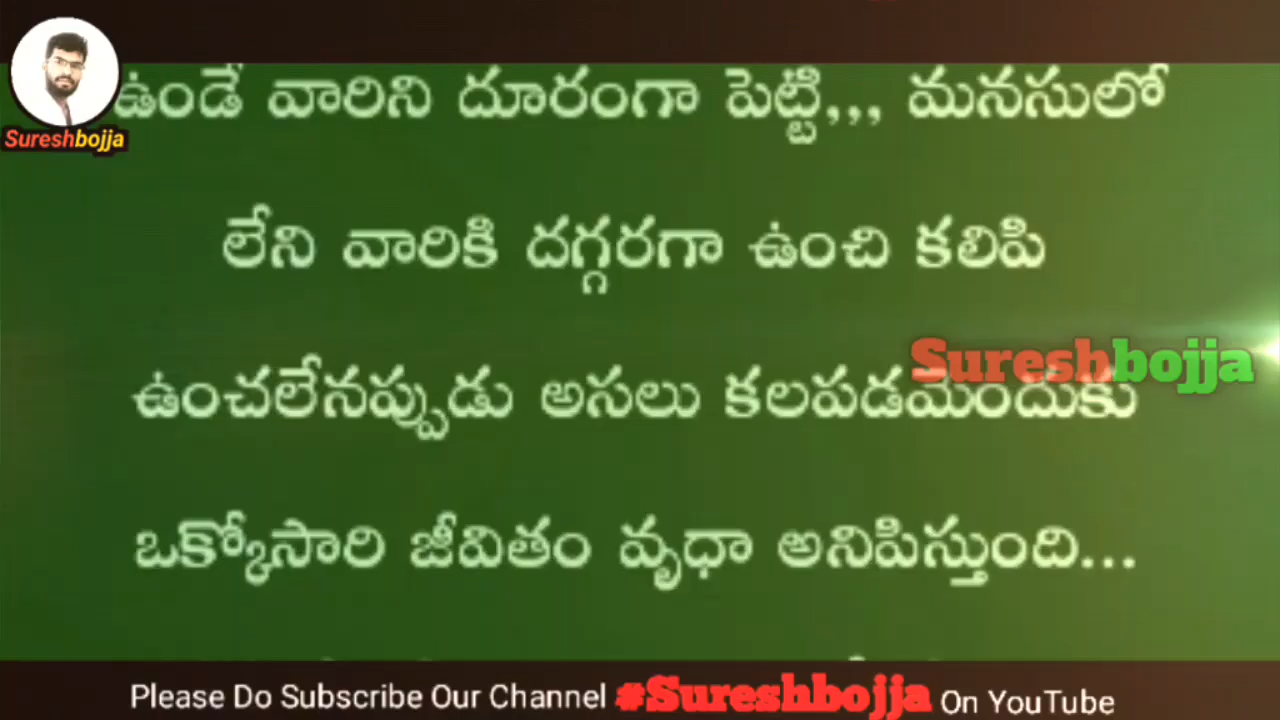 ఉండే వారిని దూరంగా పెట్టి,,, మనసులో
Sureshbojja
లేని వారికి దగ్గరగా ఉంచి కలిపి
Sureshbojja
ఉంచలేనప్పుడు అసలు కలపడమెందుకు
ఒక్కోసారి జీవితం వృధా అనిపిస్తుంది...
Please Do Subscribe Our Channel #Sureshbojja On YouTube